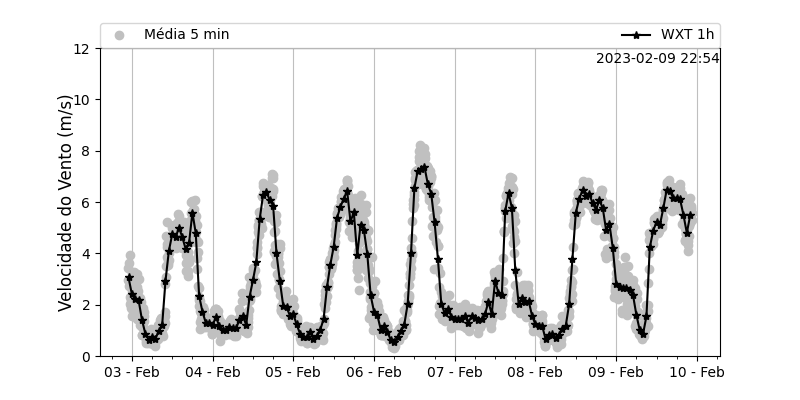 Média 5 min WXT 1h
2023-02-09 22:54
Velocidade do Vento (m/s)
12
10
8
6
4
2
0
03 - Feb 04 - Feb 05 - Feb 06 - Feb 07 - Feb 08 - Feb 09 - Feb 10 - Feb